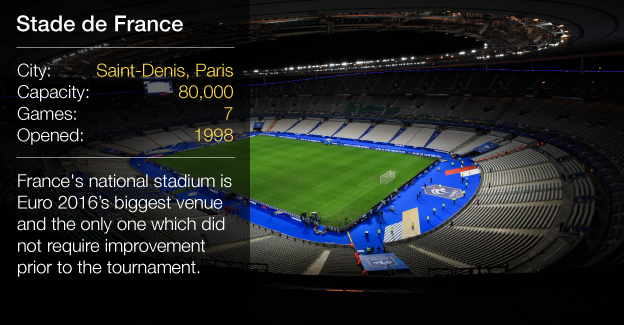 Stade de France
City: Saint-Denis, Paris
Capacity: 80,000
Games: 7
Opened: 1998
France's national stadium is
Euro 2016’s biggest venue
and the only one which did
not require improvement
prior to the tournament.